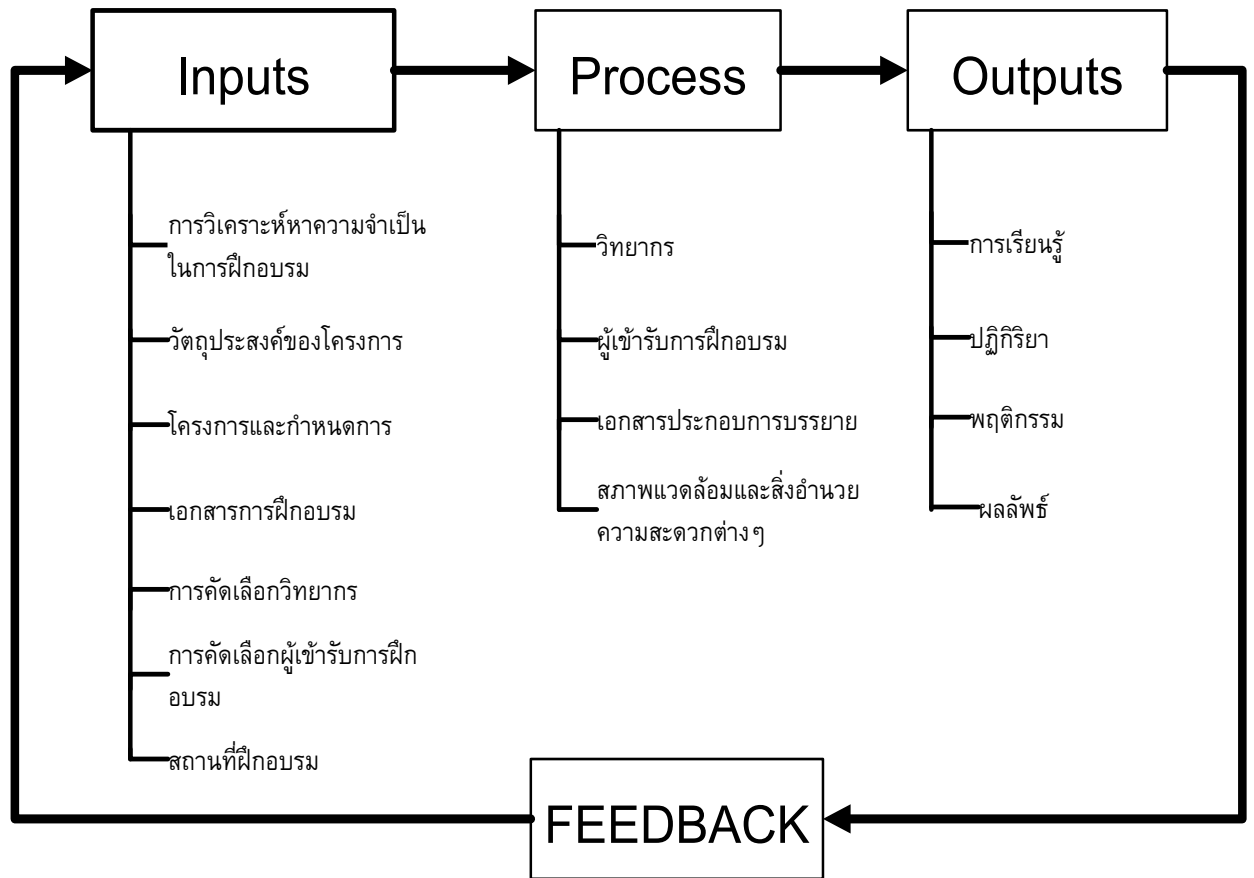 Inputs
Process
Outputs
การวิเคราะห์หาความจำเป็น
ในการฝึกอบรม
วัตถุประสงค์ของโครงการ
โครงการและกำหนดการ
เอกสารการฝึกอบรม
การคัดเลือกวิทยากร
การคัดเลือกผู้เข้ารับการฝึก
อบรม
สถานที่ฝึกอบรม
วิทยากร
ผู้เข้ารับการฝึกอบรม
เอกสารประกอบการบรรยาย
สภาพแวดล้อมและสิ่งอำนวย
ความสะดวกต่างๆ
การเรียนรู้
ปฏิกิริยา
พฤติกรรม
ผลลัพธ์
FEEDBACK